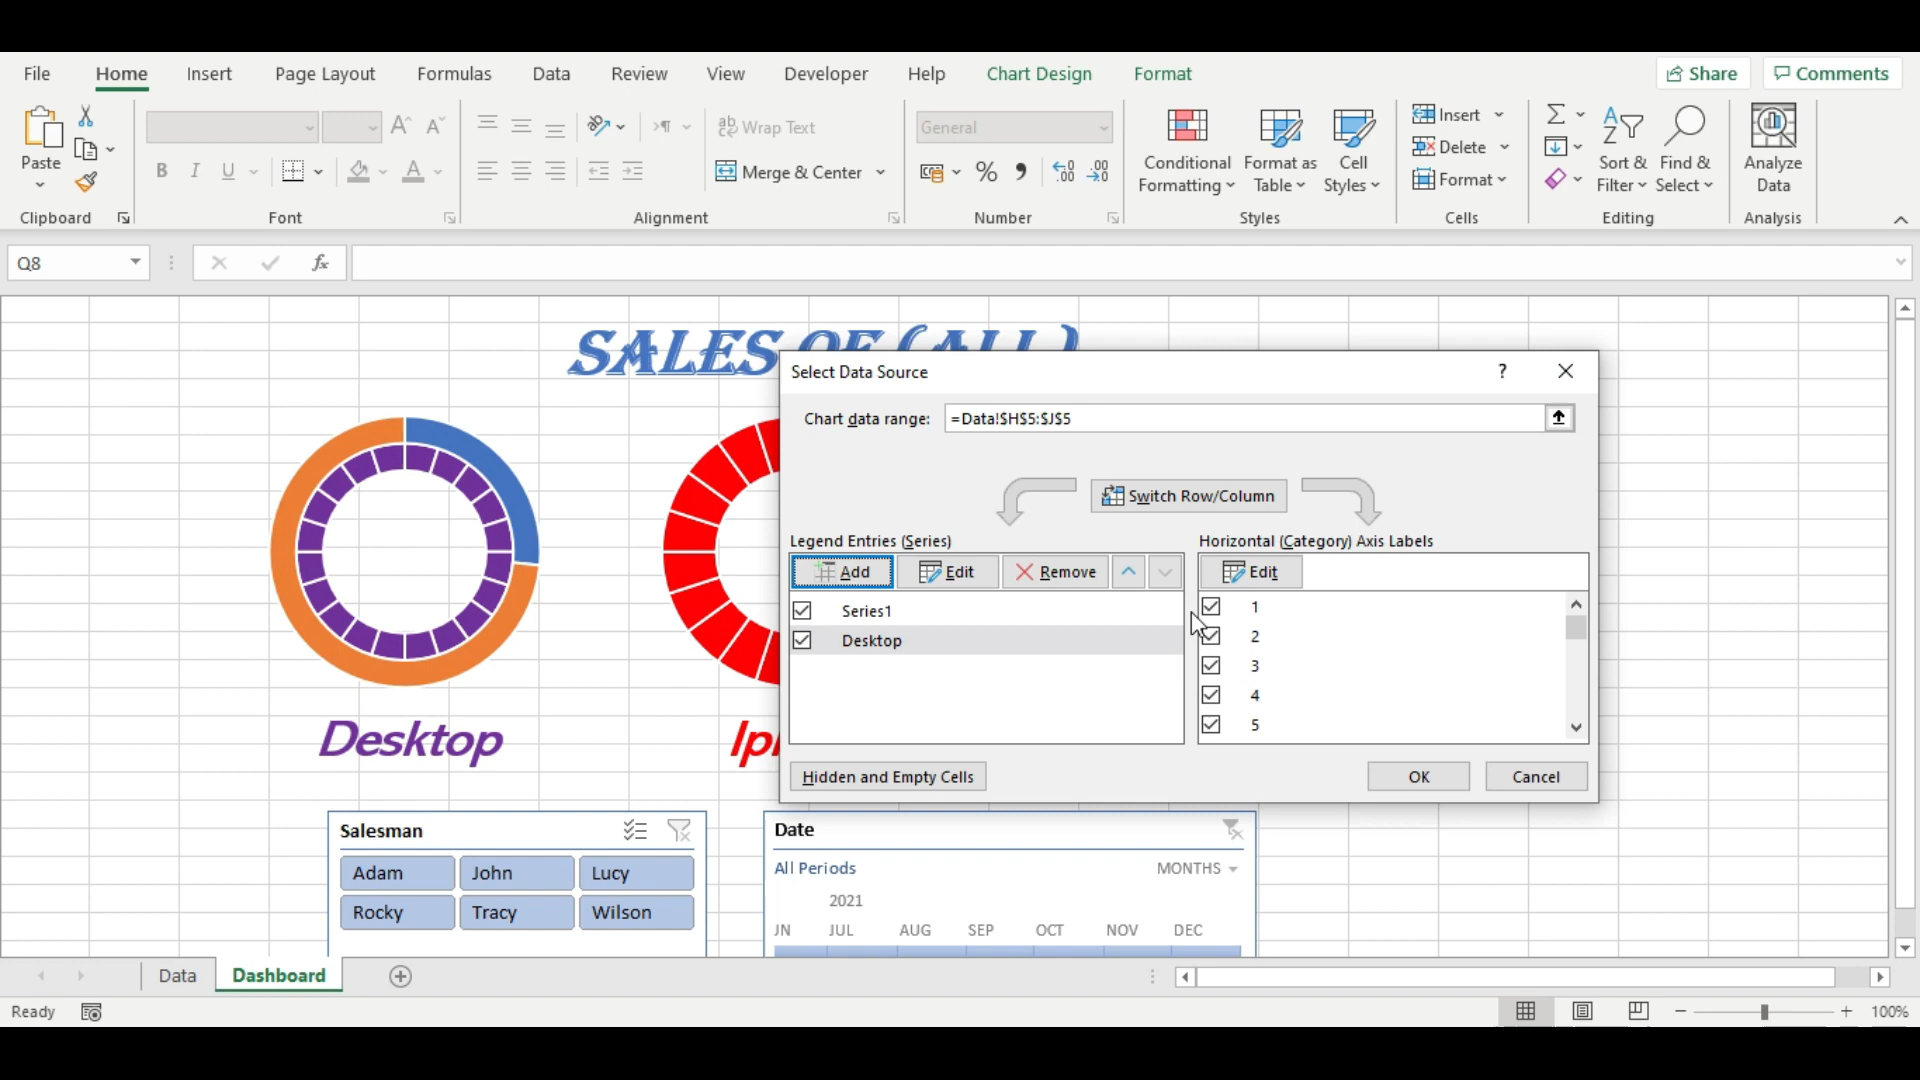 File Home Insert Page Layout Formulas Data Review View Developer Help Chart Design Format Share Comments
Paste
Clipboard
B I U A
Font
Wrap Text
Merge & Center
Alignment
General
Number
Conditional Formatting
Format as Table
Cell Styles
Styles
Insert
Delete
Format
Cells
Sort & Filter
Find & Select
Editing
Analyze Data
Analysis
Q8
fx
SALES OF
Select Data Source ?
Chart data range: =Data!$H$5:$J$5
Switch Row/Column
Legend Entries (Series)
Horizontal (Category) Axis Labels
Add Edit Remove
Edit
Series1
Desktop
1
2
3
4
5
Hidden and Empty Cells
OK
Cancel
Desktop
Salesman
Adam John Lucy
Rocky Tracy Wilson
Date
All Periods
MONTHS
2021
JN JUL AUG SEP OCT NOV DEC
Data Dashboard
Ready
100%